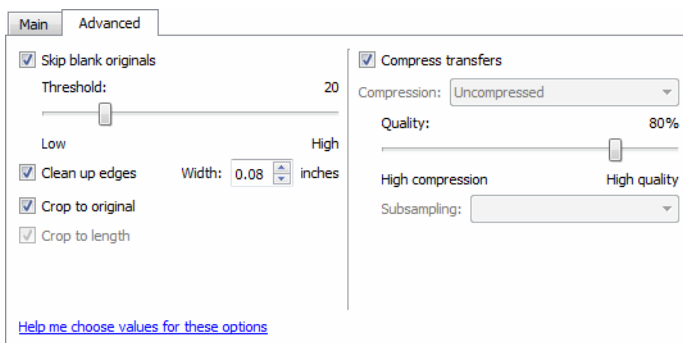 Main Advanced
Skip blank originals
Threshold: 20
Low High
Clean up edges Width: 0.08 inches
Crop to original
Crop to length
Help me choose values for these options
Compress transfers
Compression: Uncompressed
Quality: 80%
High compression High quality
Subsampling: